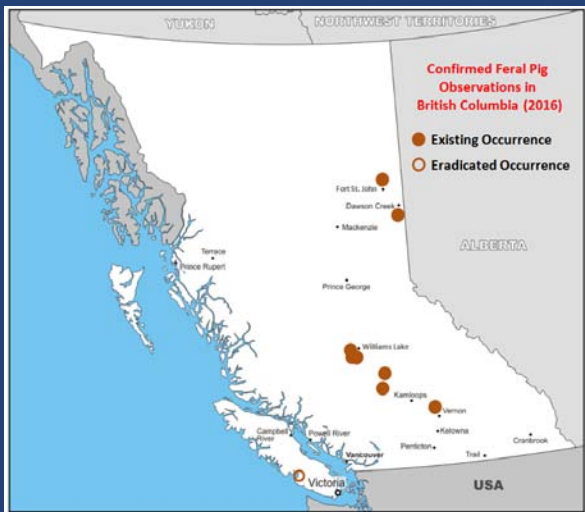 YUKON
NORTHWEST TERRITORIES
Confirmed Feral Pig
Observations in
British Columbia (2016)
Existing Occurrence
Eradicated Occurrence
Fort St. John
Dawson Creek
Mackenzie
ALBERTA
Terrace
Prince Rupert
Prince George
Williams Lake
Kamloops
Vernon
Campbell
River
Powell River
Kelowna
Cranbrook
Vancouver
Penticton
Trail
Victoria
USA